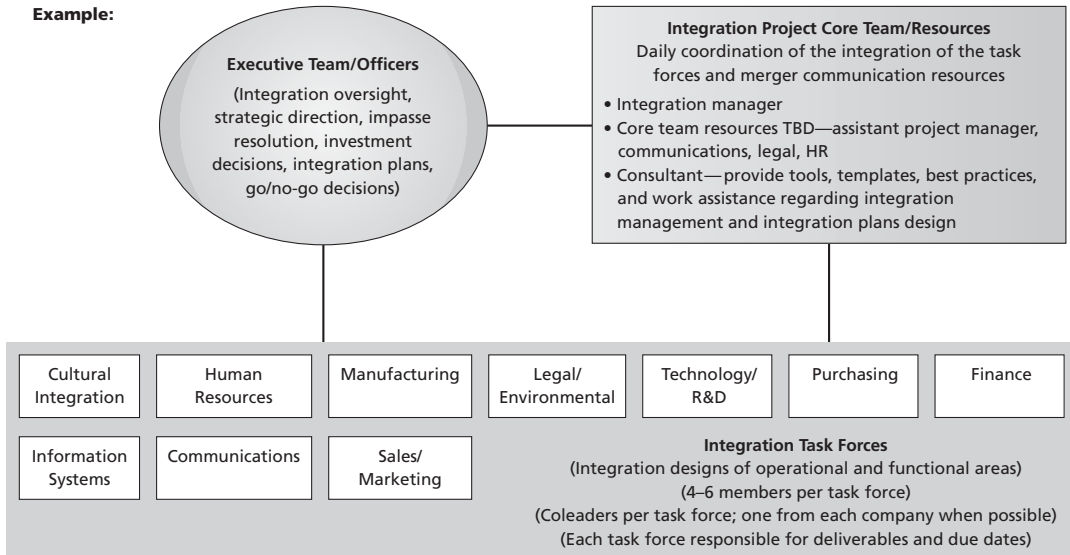 Example:
Executive Team/Officers
(Integration oversight,
strategic direction, impasse
resolution, investment
decisions, integration plans,
go/no-go decisions)
Integration Project Core Team/Resources
Daily coordination of the integration of the task
forces and merger communication resources
• Integration manager
• Core team resources TBD—assistant project manager,
communications, legal, HR
• Consultant—provide tools, templates, best practices,
and work assistance regarding integration
management and integration plans design
Cultural
Integration
Human
Resources
Manufacturing
Legal/
Environmental
Technology/
R&D
Purchasing
Finance
Information
Systems
Communications
Sales/
Marketing
Integration Task Forces
(Integration designs of operational and functional areas)
(4–6 members per task force)
(Coleaders per task force; one from each company when possible)
(Each task force responsible for deliverables and due dates)